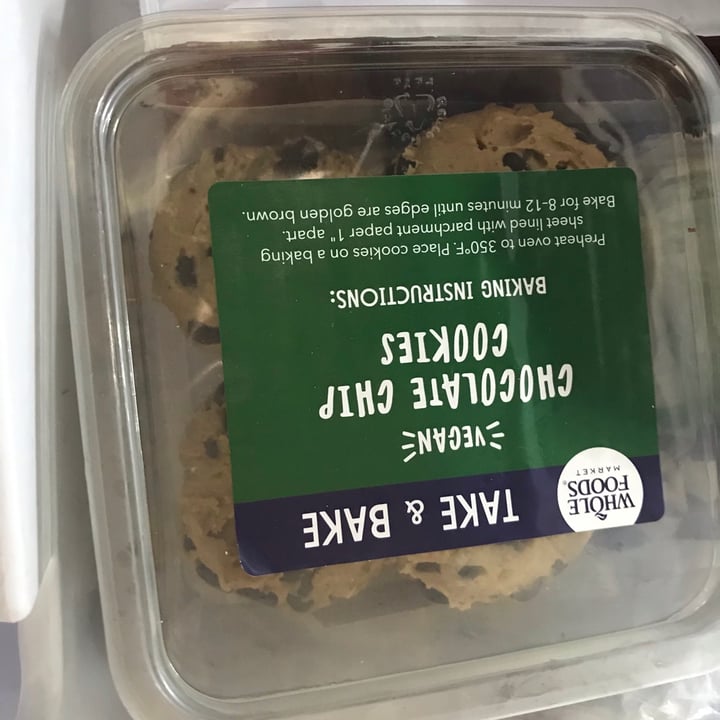 WHOLE
FOODS®
MARKET
TAKE & BAKE
VEGAN
CHOCOLATE CHIP
COOKIES
BAKING INSTRUCTIONS:
Preheat oven to 350°F. Place cookies on a baking
sheet lined with parchment paper 1" apart.
Bake for 8-12 minutes until edges are golden brown.